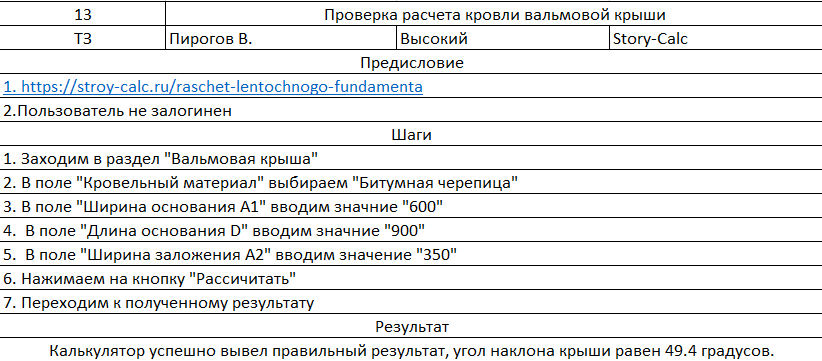 13 Проверка расчета кровли вальмовой крыши
ТЗ Пирогов В. Высокий Story-Calc
Предисловие
1. https://stroy-calc.ru/raschet-lentochnogo-fundamenta
2.Пользователь не залогинен
Шаги
1. Заходим в раздел "Вальмовая крыша"
2. В поле "Кровельный материал" выбираем "Битумная черепица"
3. В поле "Ширина основания A1" вводим значние "600"
4. В поле "Длина основания D" вводим значние "900"
5. В поле "Ширина заложения A2" вводим значение "350"
6. Нажимаем на кнопку "Рассичитать"
7. Переходим к полученному результату
Результат
Калькулятор успешно вывел правильный результат, угол наклона крыши равен 49.4 градусов.